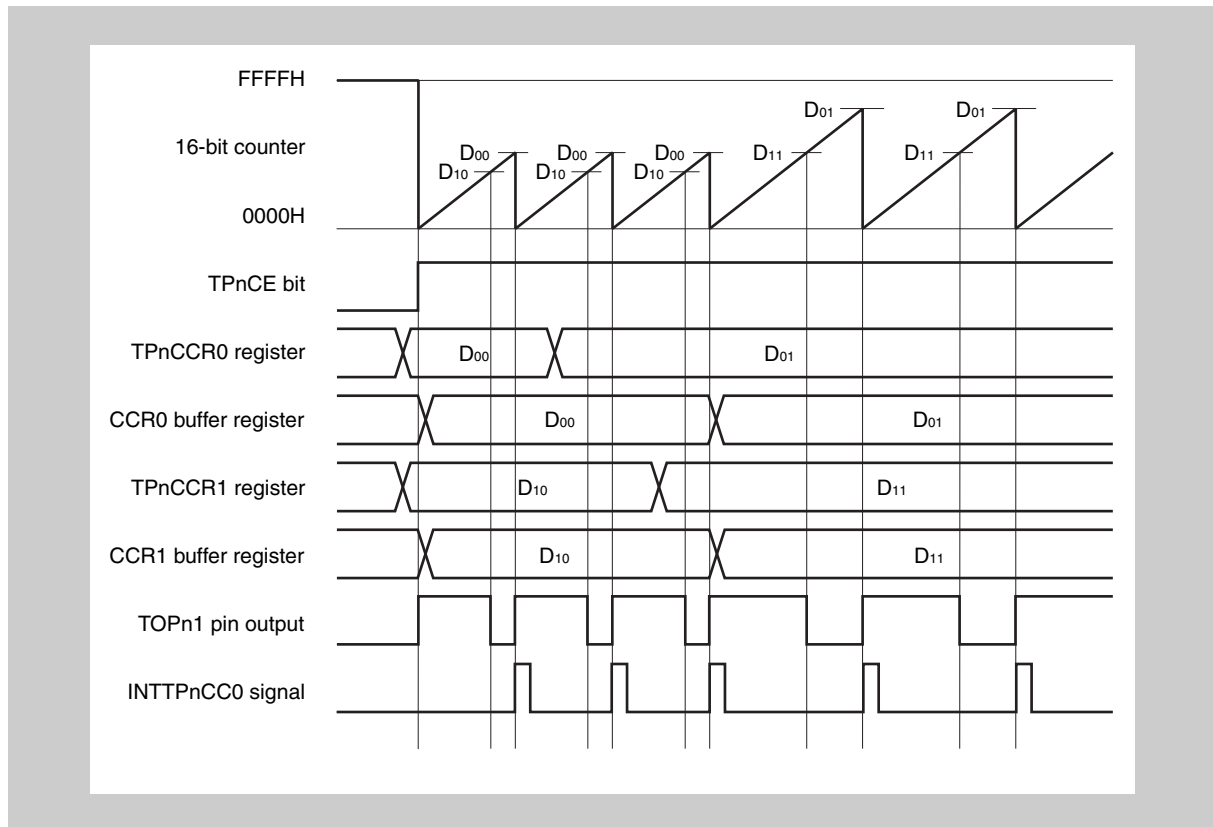 FFFFH
D01 D01
16-bit counter D00 D00 D00 D11 D11
D10 D10 D10
0000H
TPnCE bit
TPnCCR0 register D00 D01
CCR0 buffer register D00 D01
TPnCCR1 register D10 D11
CCR1 buffer register D10 D11
TOPn1 pin output
INTTPnCC0 signal